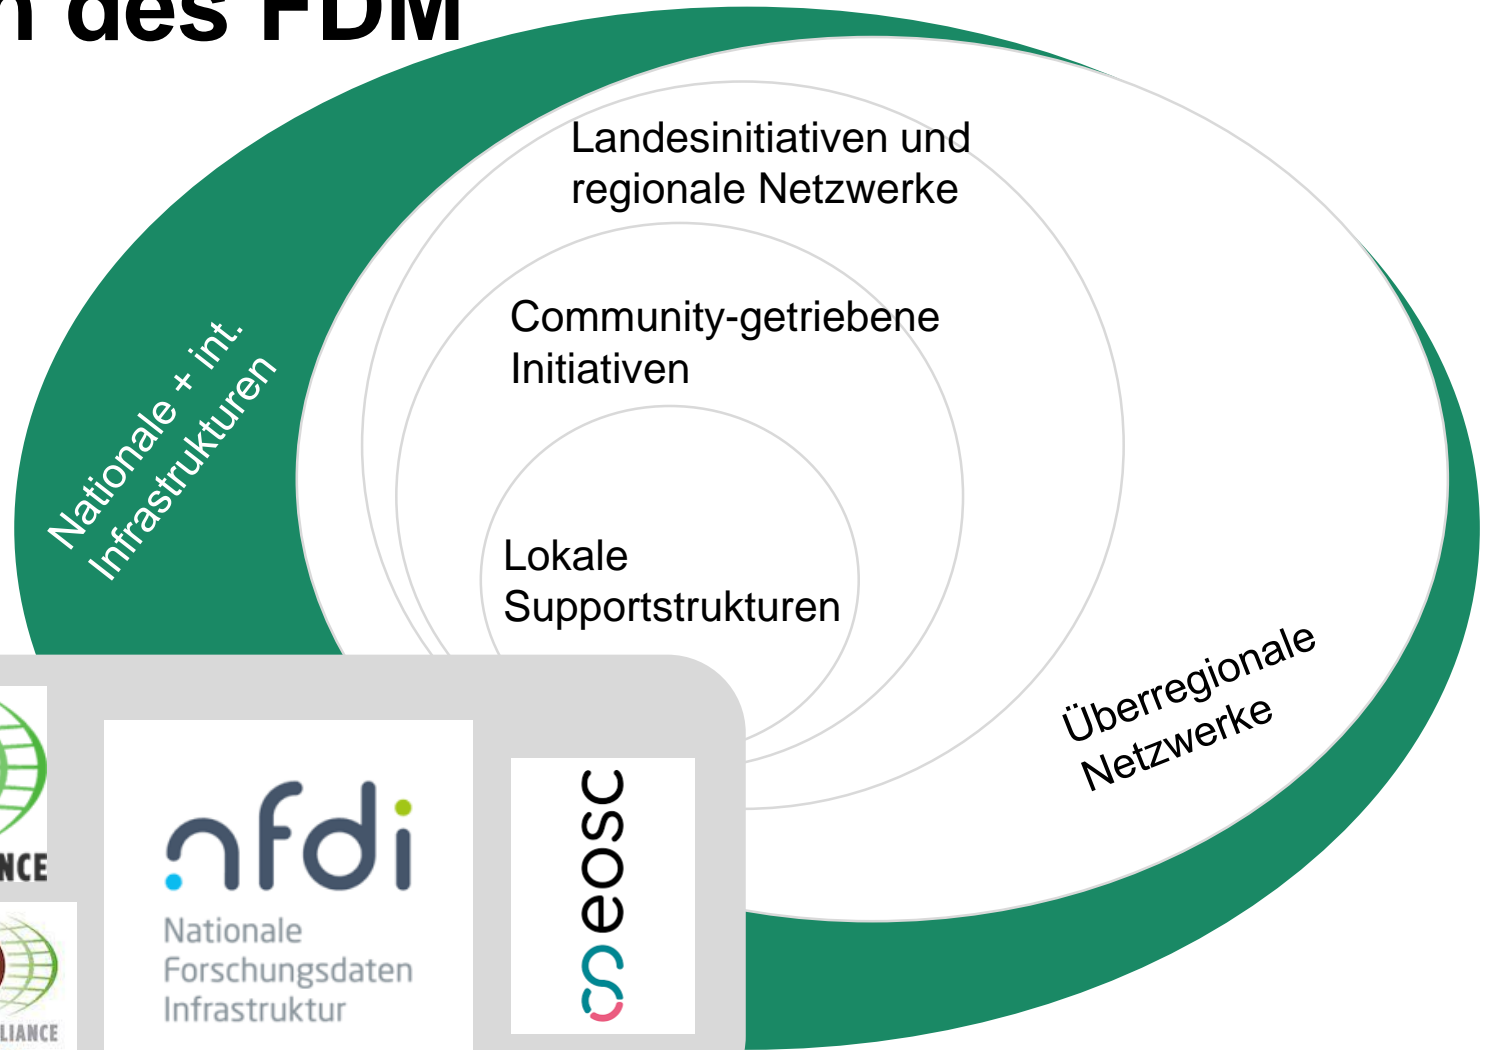 des FDM
Landesinitiativen und
regionale Netzwerke
Community-getriebene
Initiativen
Nationale + int.
Infrastrukturen
Lokale
Supportstrukturen
Überregionale
Netzwerke
nfdi
Nationale
Forschungsdaten
Infrastruktur
eosc
NCE
LIANCE